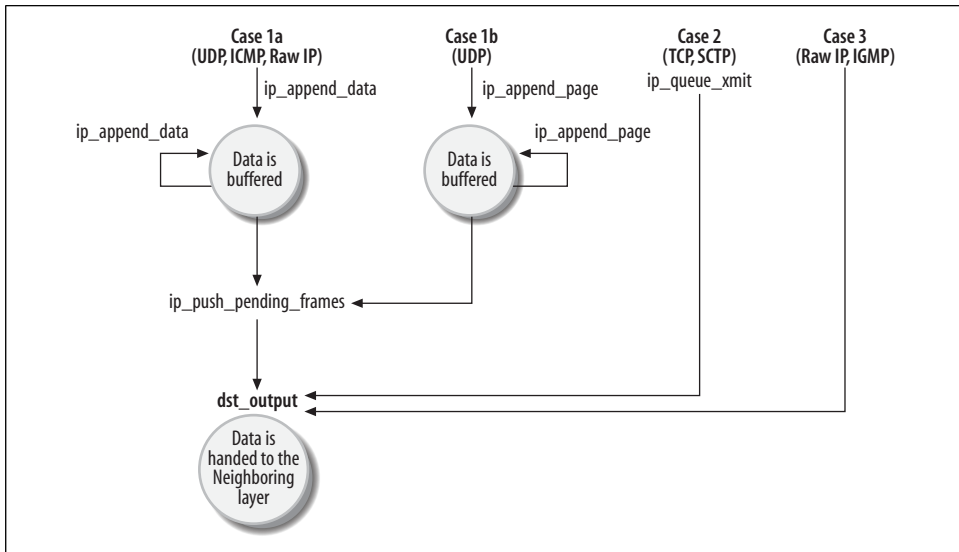 Case 1a
(UDP, ICMP, Raw IP)
Case 1b
(UDP)
Case 2
(TCP, SCTP)
ip_queue_xmit
Case 3
(Raw IP, IGMP)
ip_append_data
ip_append_page
ip_append_data
ip_append_page
Data is
buffered
Data is
buffered
ip_push_pending_frames
dst_output
Data is
handed to the
Neighboring
layer